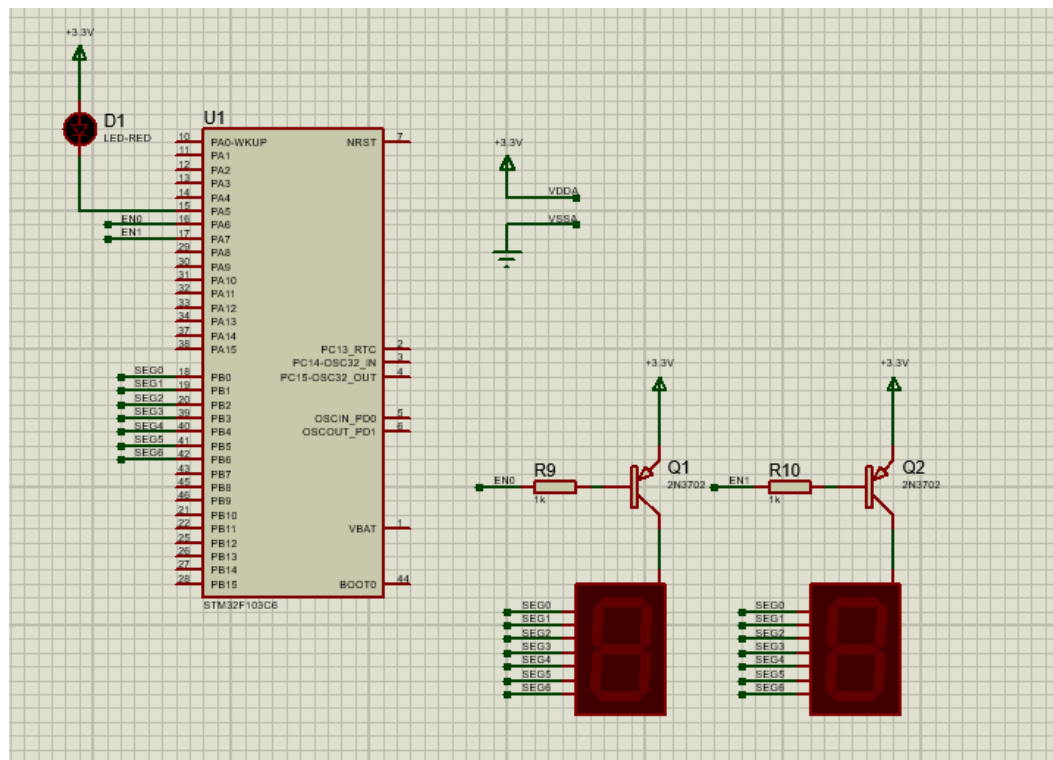 +3.3V
D1
LED-RED
U1
10 PA0-WKUP
11 PA1
12 PA2
13 PA3
14 PA4
15 PA5
EN0 16 PA6
EN1 17 PA7
29 PA8
30 PA9
31 PA10
32 PA11
33 PA12
34 PA13
37 PA14
38 PA15
SEG0 18 PB0
SEG1 19 PB1
SEG2 20 PB2
SEG3 39 PB3
SEG4 40 PB4
SEG5 41 PB5
SEG6 42 PB6
43 PB7
45 PB8
46 PB9
21 PB10
22 PB11
25 PB12
26 PB13
27 PB14
28 PB15
NRST 7
PC13_RTC 2
PC14-OSC32_IN 3
PC15-OSC32_OUT 4
OSCIN_PD0 5
OSCOUT_PD1 6
VBAT 1
BOOT0 44
STM32F103C6
+3.3V
VDDA
VSSA
+3.3V
EN0
R9
1k
Q1
2N3702
SEG0
SEG1
SEG2
SEG3
SEG4
SEG5
SEG6
+3.3V
EN1
R10
1k
Q2
2N3702
SEG0
SEG1
SEG2
SEG3
SEG4
SEG5
SEG6